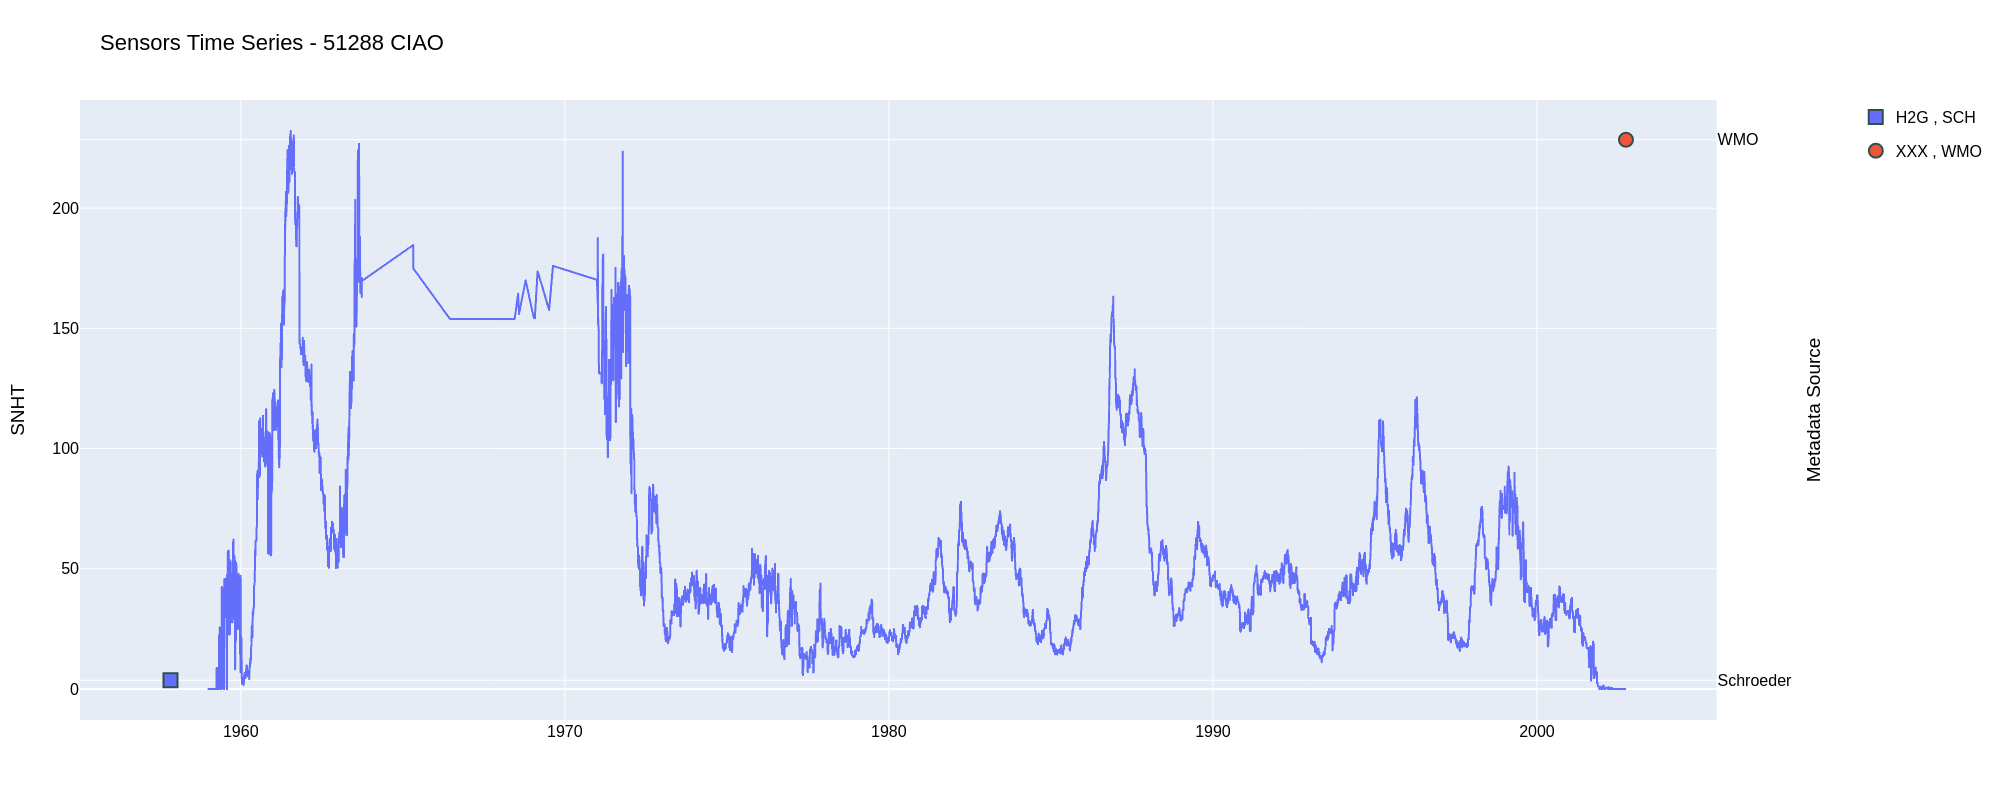 Sensors Time Series - 51288 CIAO
H2G , SCH
XXX , WMO
WMO
Schroeder
Metadata Source
SNHT
200
150
100
50
0
1960
1970
1980
1990
2000